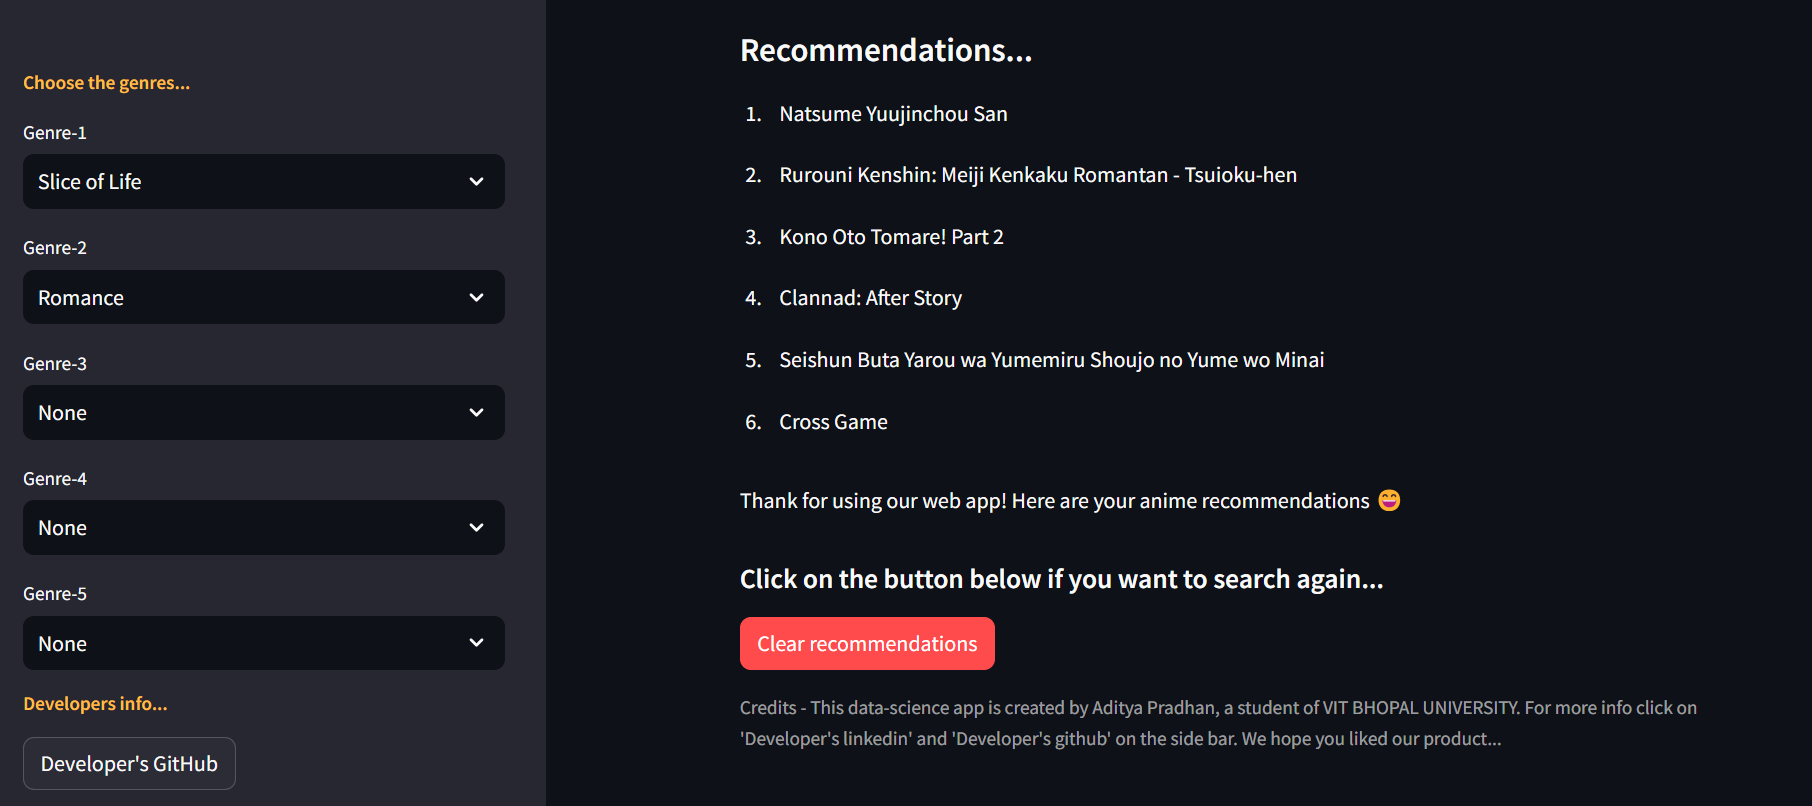 Choose the genres...
Genre-1
Slice of Life
Genre-2
Romance
Genre-3
None
Genre-4
None
Genre-5
None
Developers info...
Developer's GitHub
Recommendations...
1. Natsume Yuujinchou San
2. Rurouni Kenshin: Meiji Kenkaku Romantan - Tsuioku-hen
3. Kono Oto Tomare! Part 2
4. Clannad: After Story
5. Seishun Buta Yarou wa Yumemiru Shoujo no Yume wo Minai
6. Cross Game
Thank for using our web app! Here are your anime recommendations 😄
Click on the button below if you want to search again...
Clear recommendations
Credits - This data-science app is created by Aditya Pradhan, a student of VIT BHOPAL UNIVERSITY. For more info click on
'Developer's linkedin' and 'Developer's github' on the side bar. We hope you liked our product...